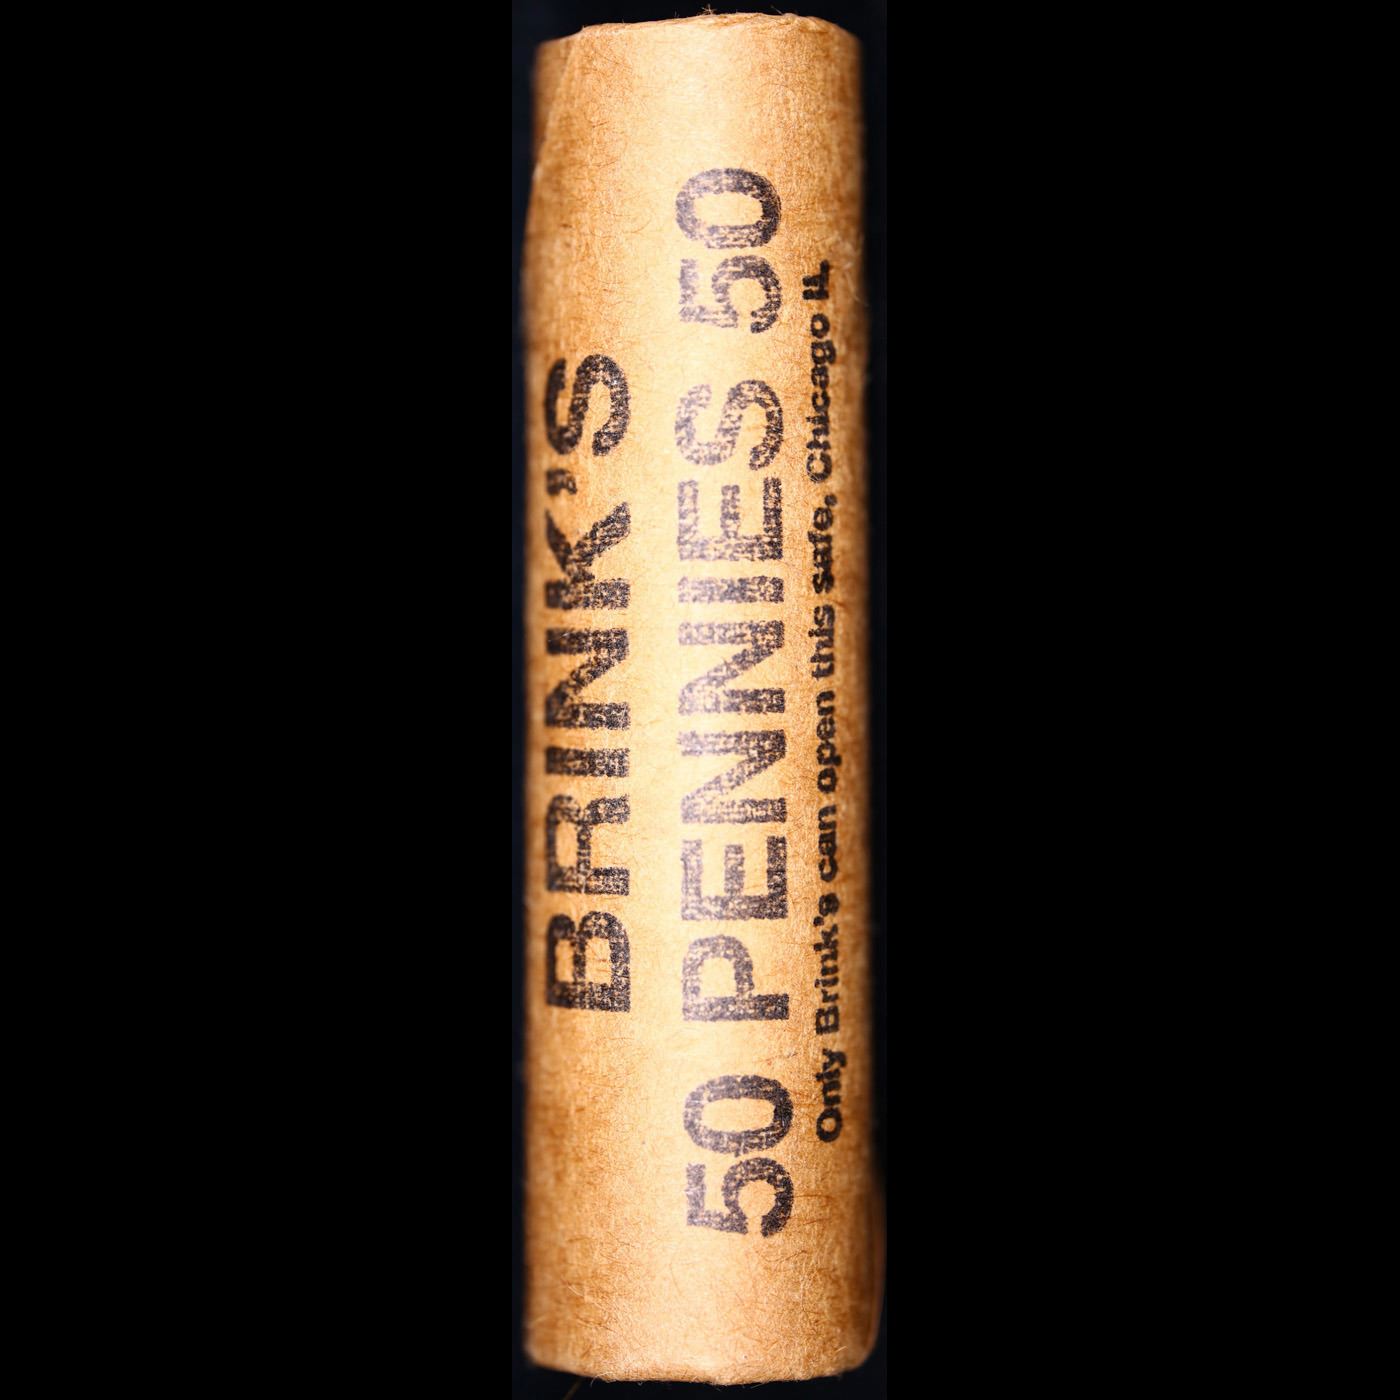 BRINK'S
50 PENNIES 50
Only Brink's can open this safe, Chicago IL